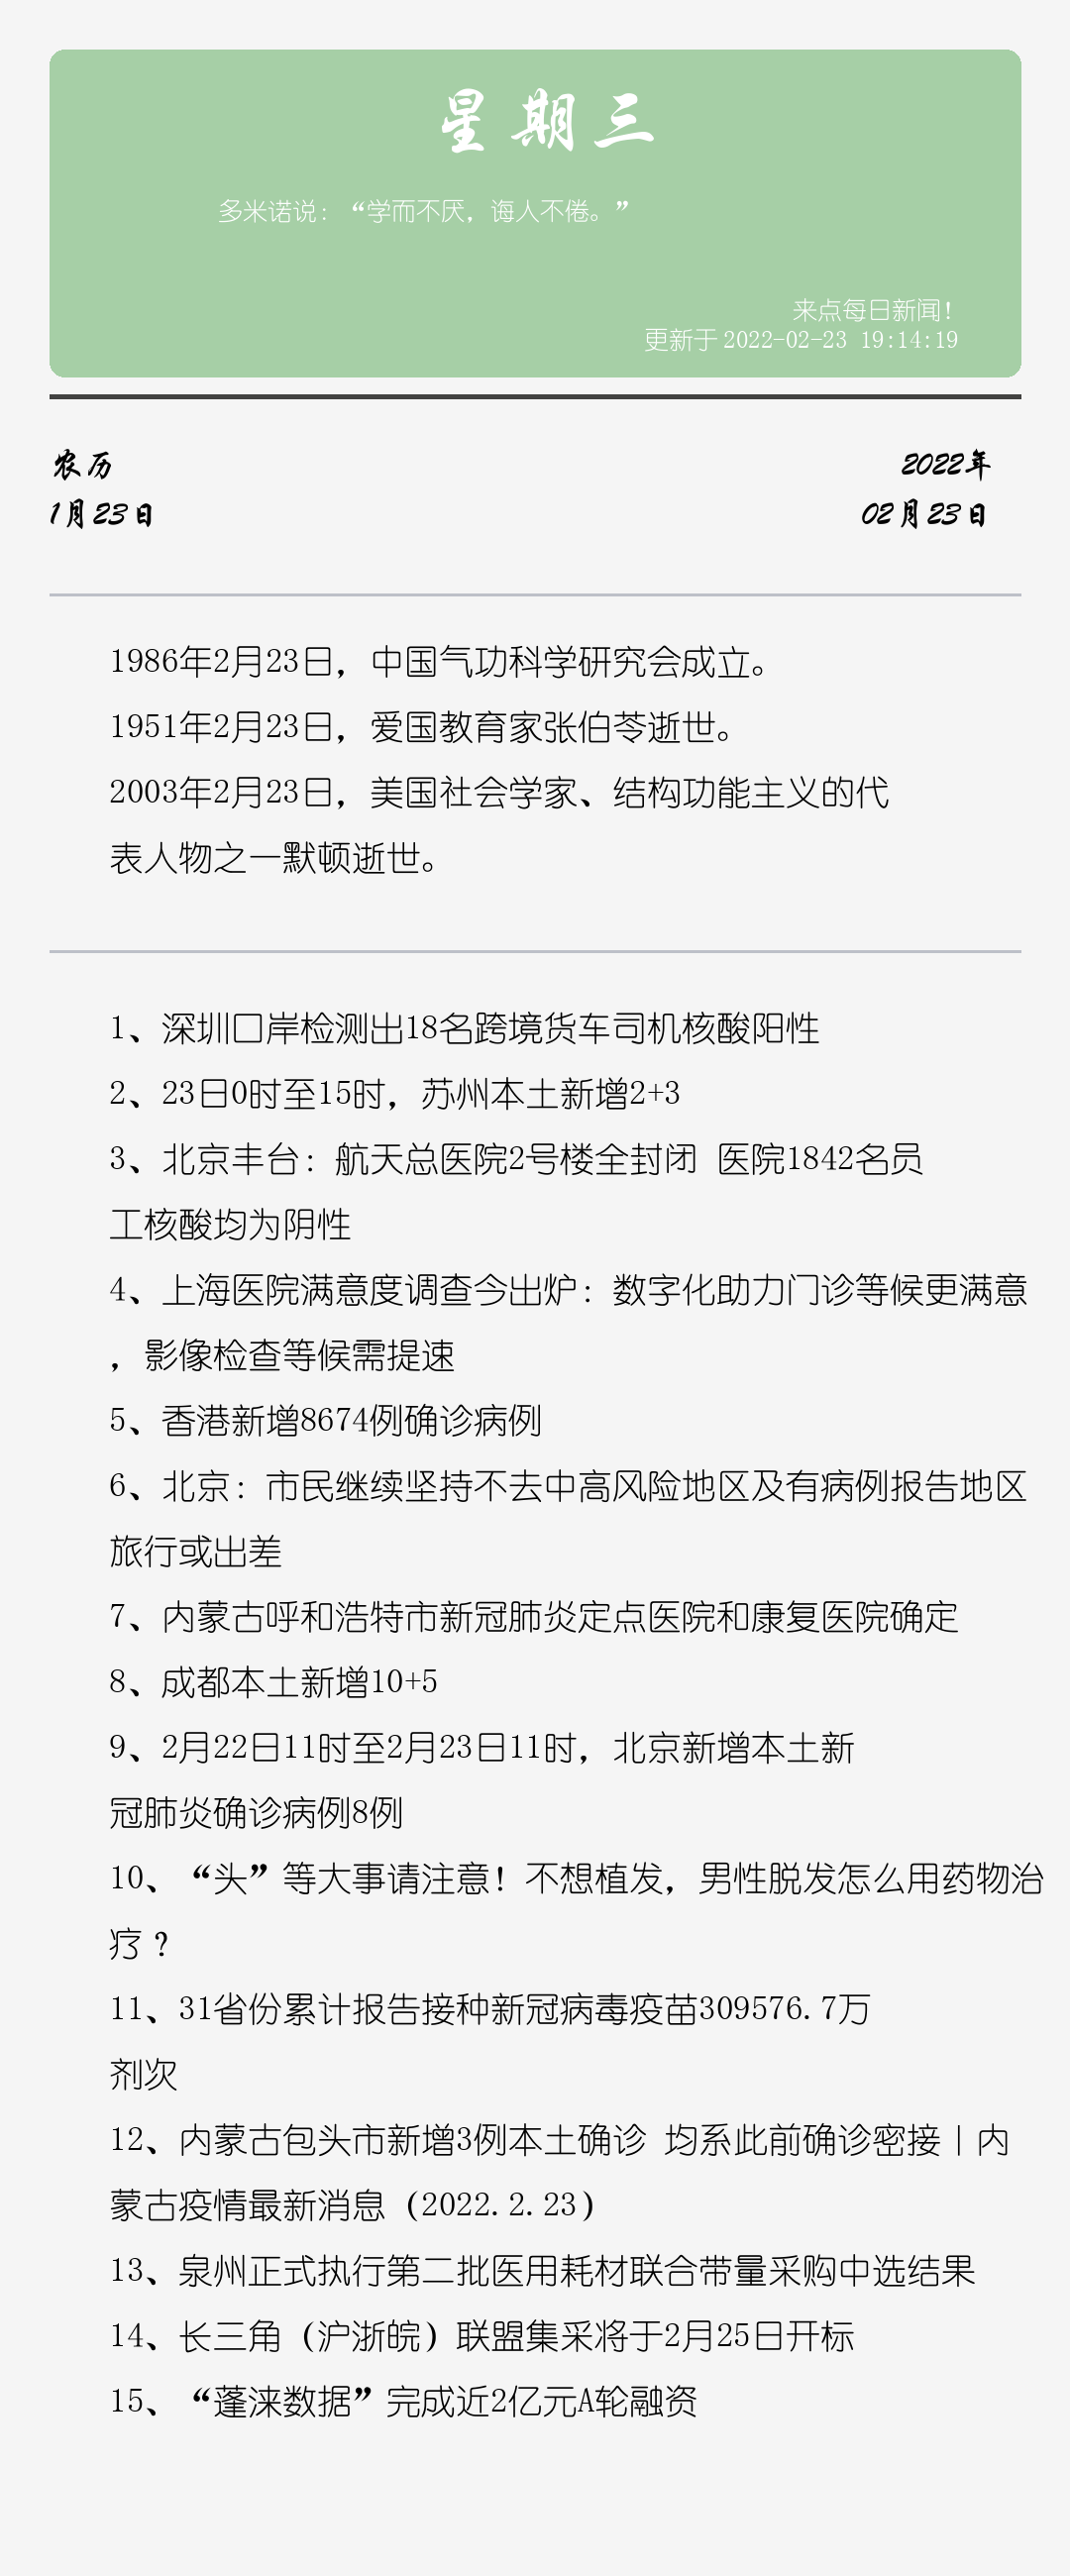 星期三
多米诺说：“学而不厌，诲人不倦。”
来点每日新闻！
更新于 2022-02-23 19:14:19
农历
2022年
1月23日
02月23日
1986年2月23日，中国气功科学研究会成立。
1951年2月23日，爱国教育家张伯苓逝世。
2003年2月23日，美国社会学家、结构功能主义的代
表人物之一默顿逝世。
1、深圳口岸检测出18名跨境货车司机核酸阳性
2、23日0时至15时，苏州本土新增2+3
3、北京丰台：航天总医院2号楼全封闭 医院1842名员
工核酸均为阴性
4、上海医院满意度调查今出炉：数字化助力门诊等候更满意
，影像检查等候需提速
5、香港新增8674例确诊病例
6、北京：市民继续坚持不去中高风险地区及有病例报告地区
旅行或出差
7、内蒙古呼和浩特市新冠肺炎定点医院和康复医院确定
8、成都本土新增10+5
9、2月22日11时至2月23日11时，北京新增本土新
冠肺炎确诊病例8例
10、“头”等大事请注意！不想植发，男性脱发怎么用药物治
疗？
11、31省份累计报告接种新冠病毒疫苗309576.7万
剂次
12、内蒙古包头市新增3例本土确诊 均系此前确诊密接丨内
蒙古疫情最新消息（2022.2.23）
13、泉州正式执行第二批医用耗材联合带量采购中选结果
14、长三角（沪浙皖）联盟集采将于2月25日开标
15、“蓬涞数据”完成近2亿元A轮融资